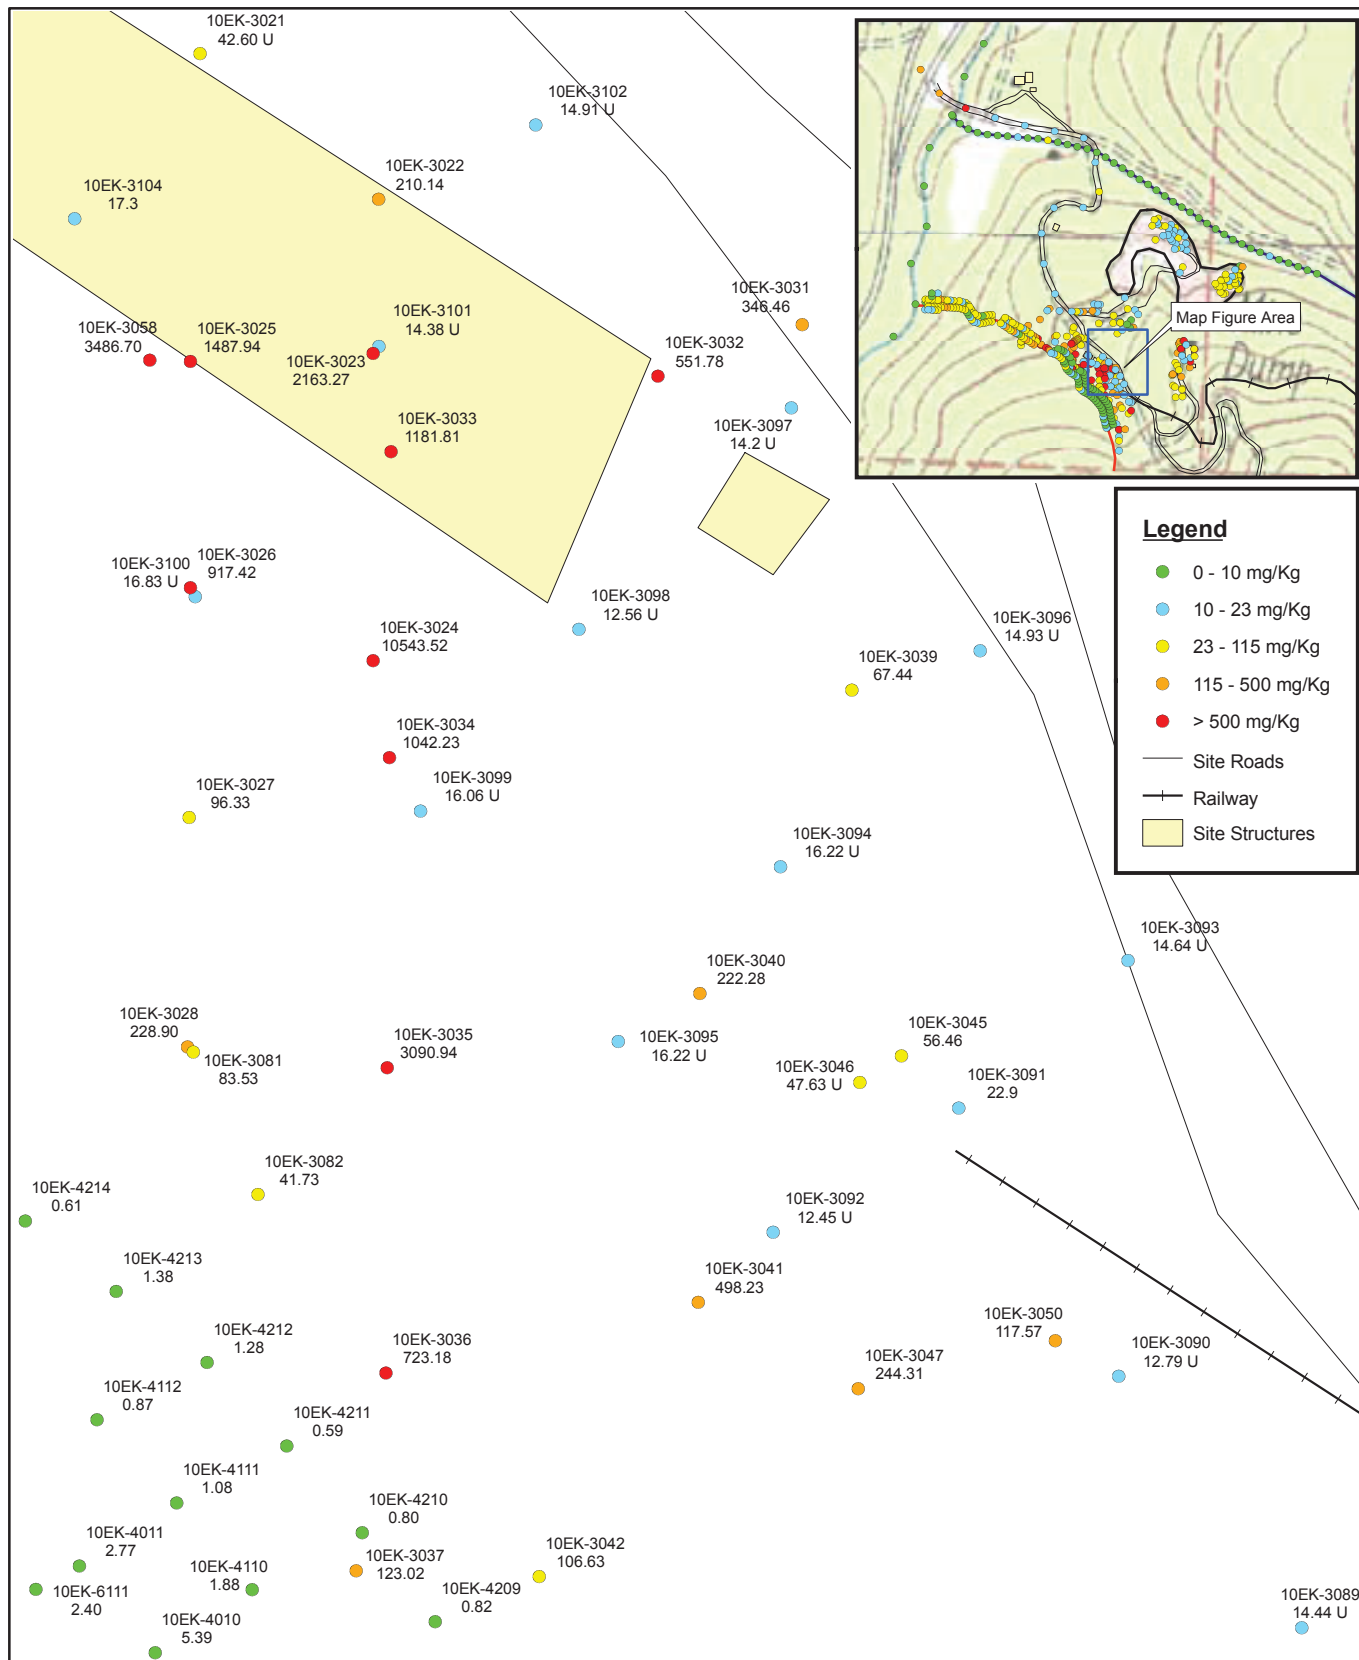 10EK-3021
42.60 U
10EK-3102
14.91 U
10EK-3022
210.14
10EK-3104
17.3
10EK-3031
346.46
10EK-3101
14.38 U
10EK-3058
3486.70
10EK-3025
1487.94
10EK-3023
2163.27
10EK-3032
551.78
10EK-3033
1181.81
10EK-3097
14.2 U
Map Figure Area
Dump
Legend
0 - 10 mg/Kg
10 - 23 mg/Kg
23 - 115 mg/Kg
115 - 500 mg/Kg
> 500 mg/Kg
Site Roads
Railway
Site Structures
10EK-3100
16.83 U
10EK-3026
917.42
10EK-3098
12.56 U
10EK-3024
10543.52
10EK-3096
14.93 U
10EK-3039
67.44
10EK-3034
1042.23
10EK-3099
16.06 U
10EK-3027
96.33
10EK-3094
16.22 U
10EK-3093
14.64 U
10EK-3040
222.28
10EK-3028
228.90
10EK-3081
83.53
10EK-3035
3090.94
10EK-3095
16.22 U
10EK-3045
56.46
10EK-3046
47.63 U
10EK-3091
22.9
10EK-3082
41.73
10EK-4214
0.61
10EK-3092
12.45 U
10EK-4213
1.38
10EK-3041
498.23
10EK-4212
1.28
10EK-3036
723.18
10EK-3050
117.57
10EK-3090
12.79 U
10EK-3047
244.31
10EK-4112
0.87
10EK-4211
0.59
10EK-4111
1.08
10EK-4210
0.80
10EK-4011
2.77
10EK-3037
123.02
10EK-3042
106.63
10EK-4110
1.88
10EK-6111
2.40
10EK-4209
0.82
10EK-4010
5.39
10EK-3089
14.44 U